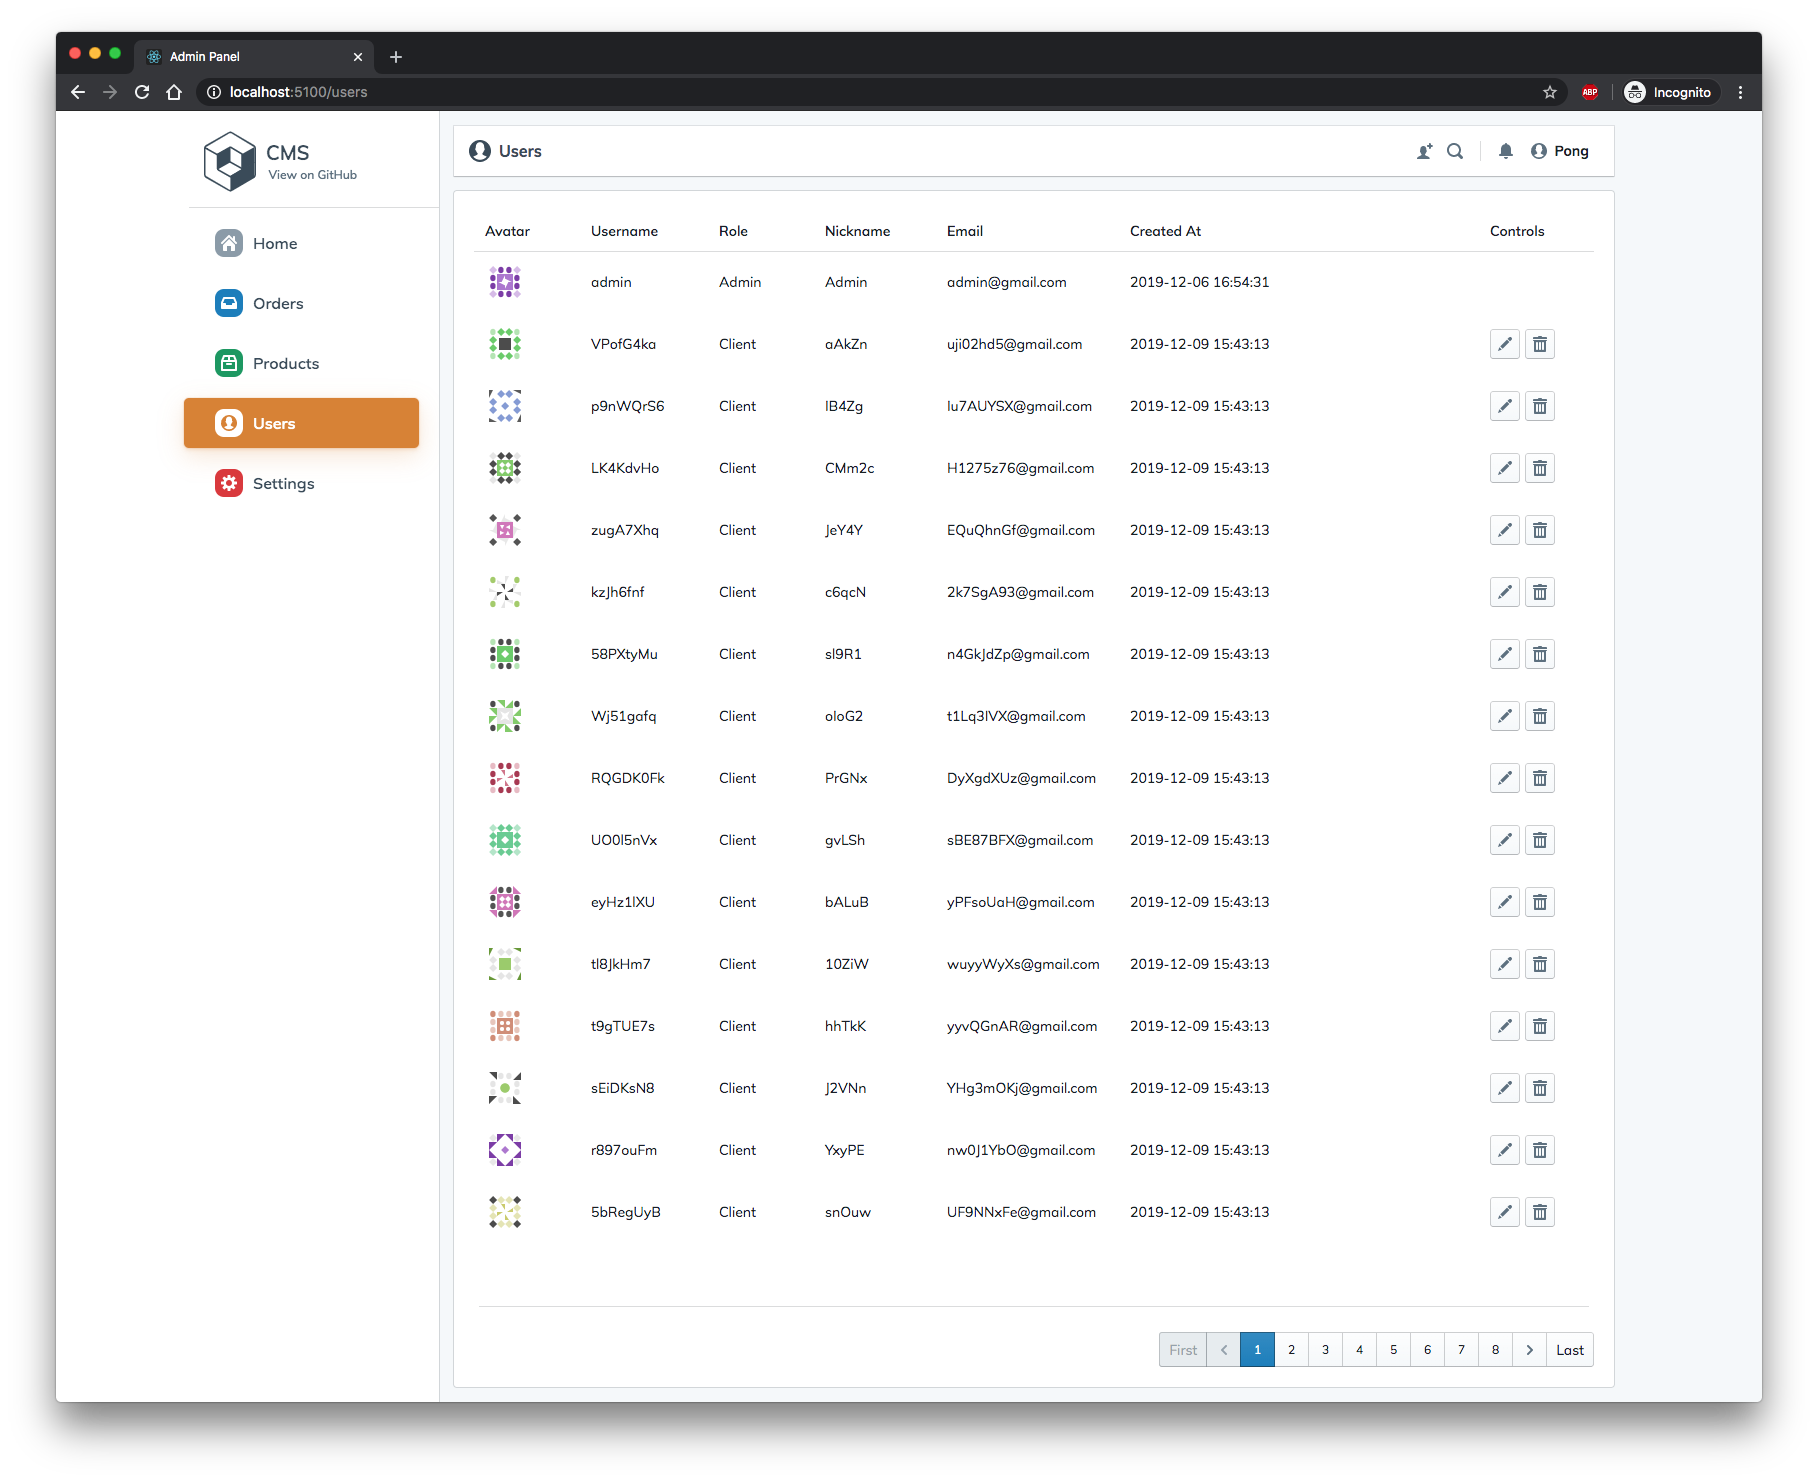 Admin Panel
localhost:5100/users
ABP
Incognito
CMS
View on GitHub
Home
Orders
Products
Users
Settings
Users
Pong
Avatar Username Role Nickname Email Created At Controls
admin Admin Admin admin@gmail.com 2019-12-06 16:54:31
VPofG4ka Client aAkZn uji02hd5@gmail.com 2019-12-09 15:43:13
p9nWQrS6 Client IB4Zg Iu7AUYSX@gmail.com 2019-12-09 15:43:13
LK4KdvHo Client CMm2c H1275z76@gmail.com 2019-12-09 15:43:13
zugA7Xhq Client JeY4Y EQuQhnGf@gmail.com 2019-12-09 15:43:13
kzJh6fnf Client c6qcN 2k7SgA93@gmail.com 2019-12-09 15:43:13
58PXtyMu Client sl9R1 n4GkJdZp@gmail.com 2019-12-09 15:43:13
Wj51gafq Client oloG2 t1Lq3IVX@gmail.com 2019-12-09 15:43:13
RQGDK0Fk Client PrGNx DyXgdXUz@gmail.com 2019-12-09 15:43:13
UO0l5nVx Client gvLSh sBE87BFX@gmail.com 2019-12-09 15:43:13
eyHz1lXU Client bALuB yPFsoUaH@gmail.com 2019-12-09 15:43:13
tl8JkHm7 Client 10ZiW wuyyWyXs@gmail.com 2019-12-09 15:43:13
t9gTUE7s Client hhTkK yyvQGnAR@gmail.com 2019-12-09 15:43:13
sEiDKsN8 Client J2VNn YHg3mOKj@gmail.com 2019-12-09 15:43:13
r897ouFm Client YxyPE nw0J1YbO@gmail.com 2019-12-09 15:43:13
5bRegUyB Client snOuw UF9NNxFe@gmail.com 2019-12-09 15:43:13
First < 1 2 3 4 5 6 7 8 > Last